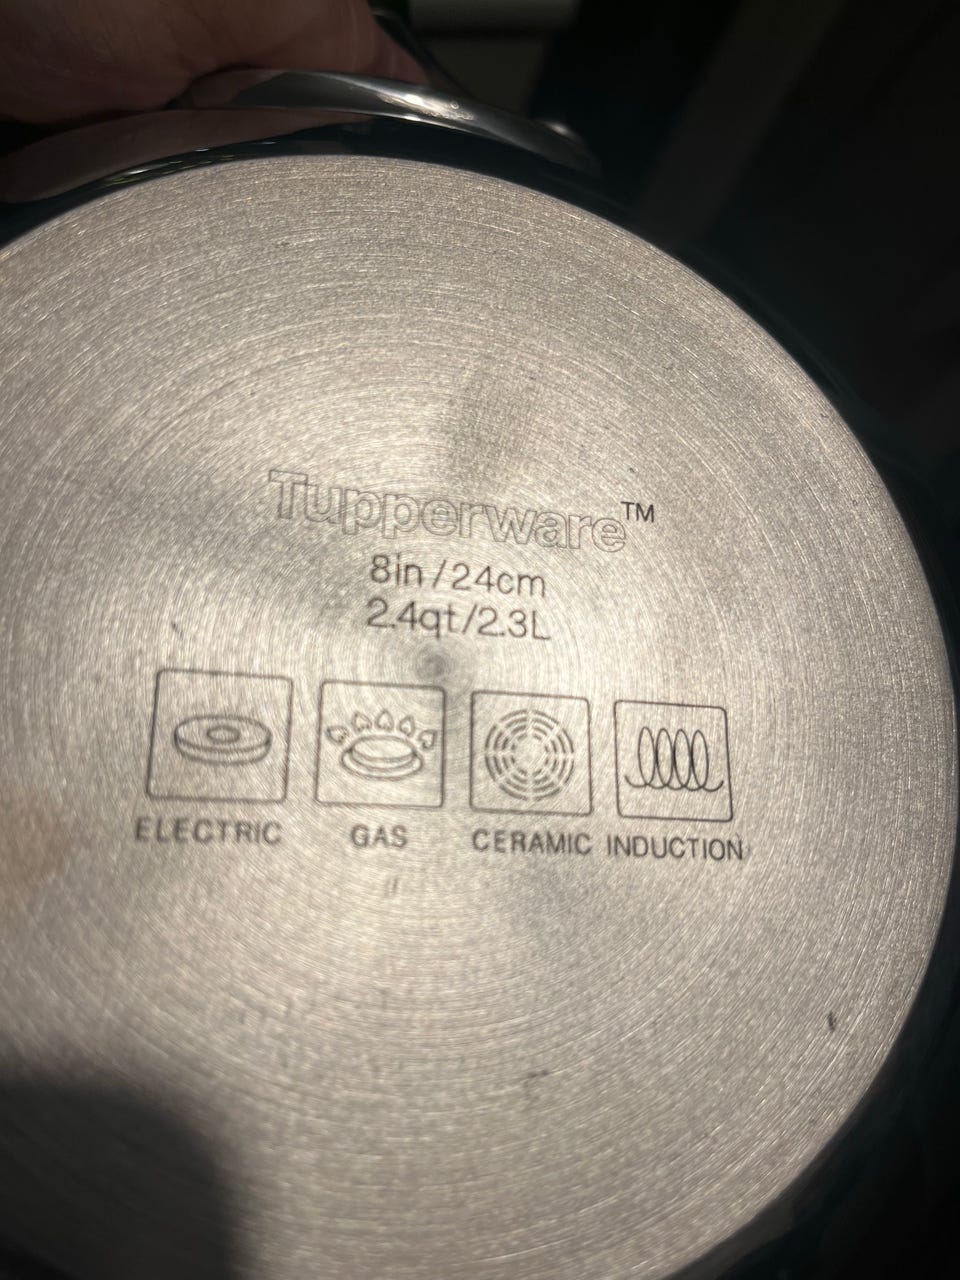 Tupperware™
8in/24cm
2.4qt/2.3L
ELECTRIC GAS CERAMIC INDUCTION